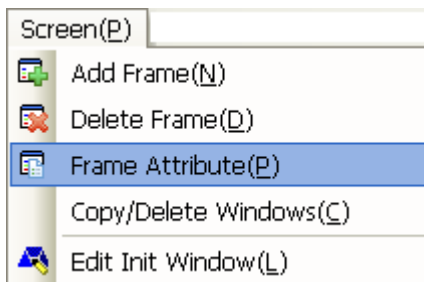 Screen(P)
Add Frame(N)
Delete Frame(D)
Frame Attribute(P)
Copy/Delete Windows(C)
Edit Init Window(L)